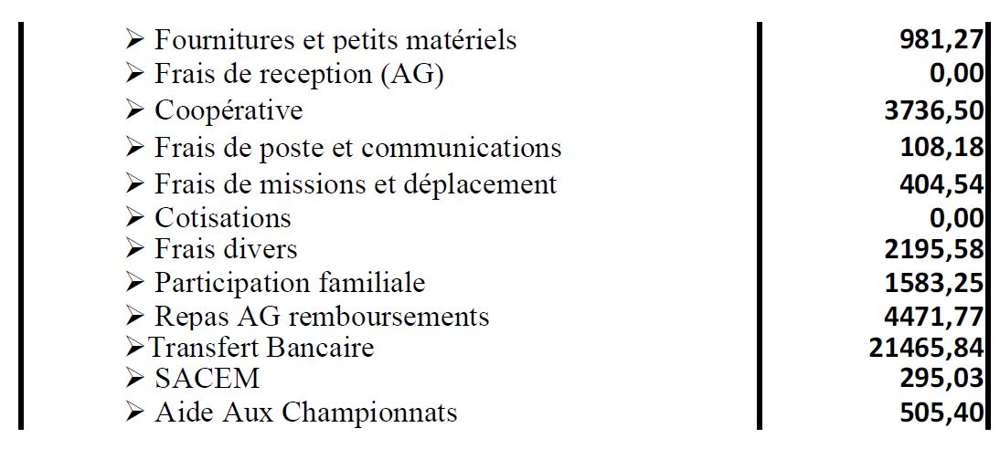 ➢ Fournitures et petits matériels 981,27
➢ Frais de reception (AG) 0,00
➢ Coopérative 3736,50
➢ Frais de poste et communications 108,18
➢ Frais de missions et déplacement 404,54
➢ Cotisations 0,00
➢ Frais divers 2195,58
➢ Participation familiale 1583,25
➢ Repas AG remboursements 4471,77
➢Transfert Bancaire 21465,84
➢ SACEM 295,03
➢ Aide Aux Championnats 505,40